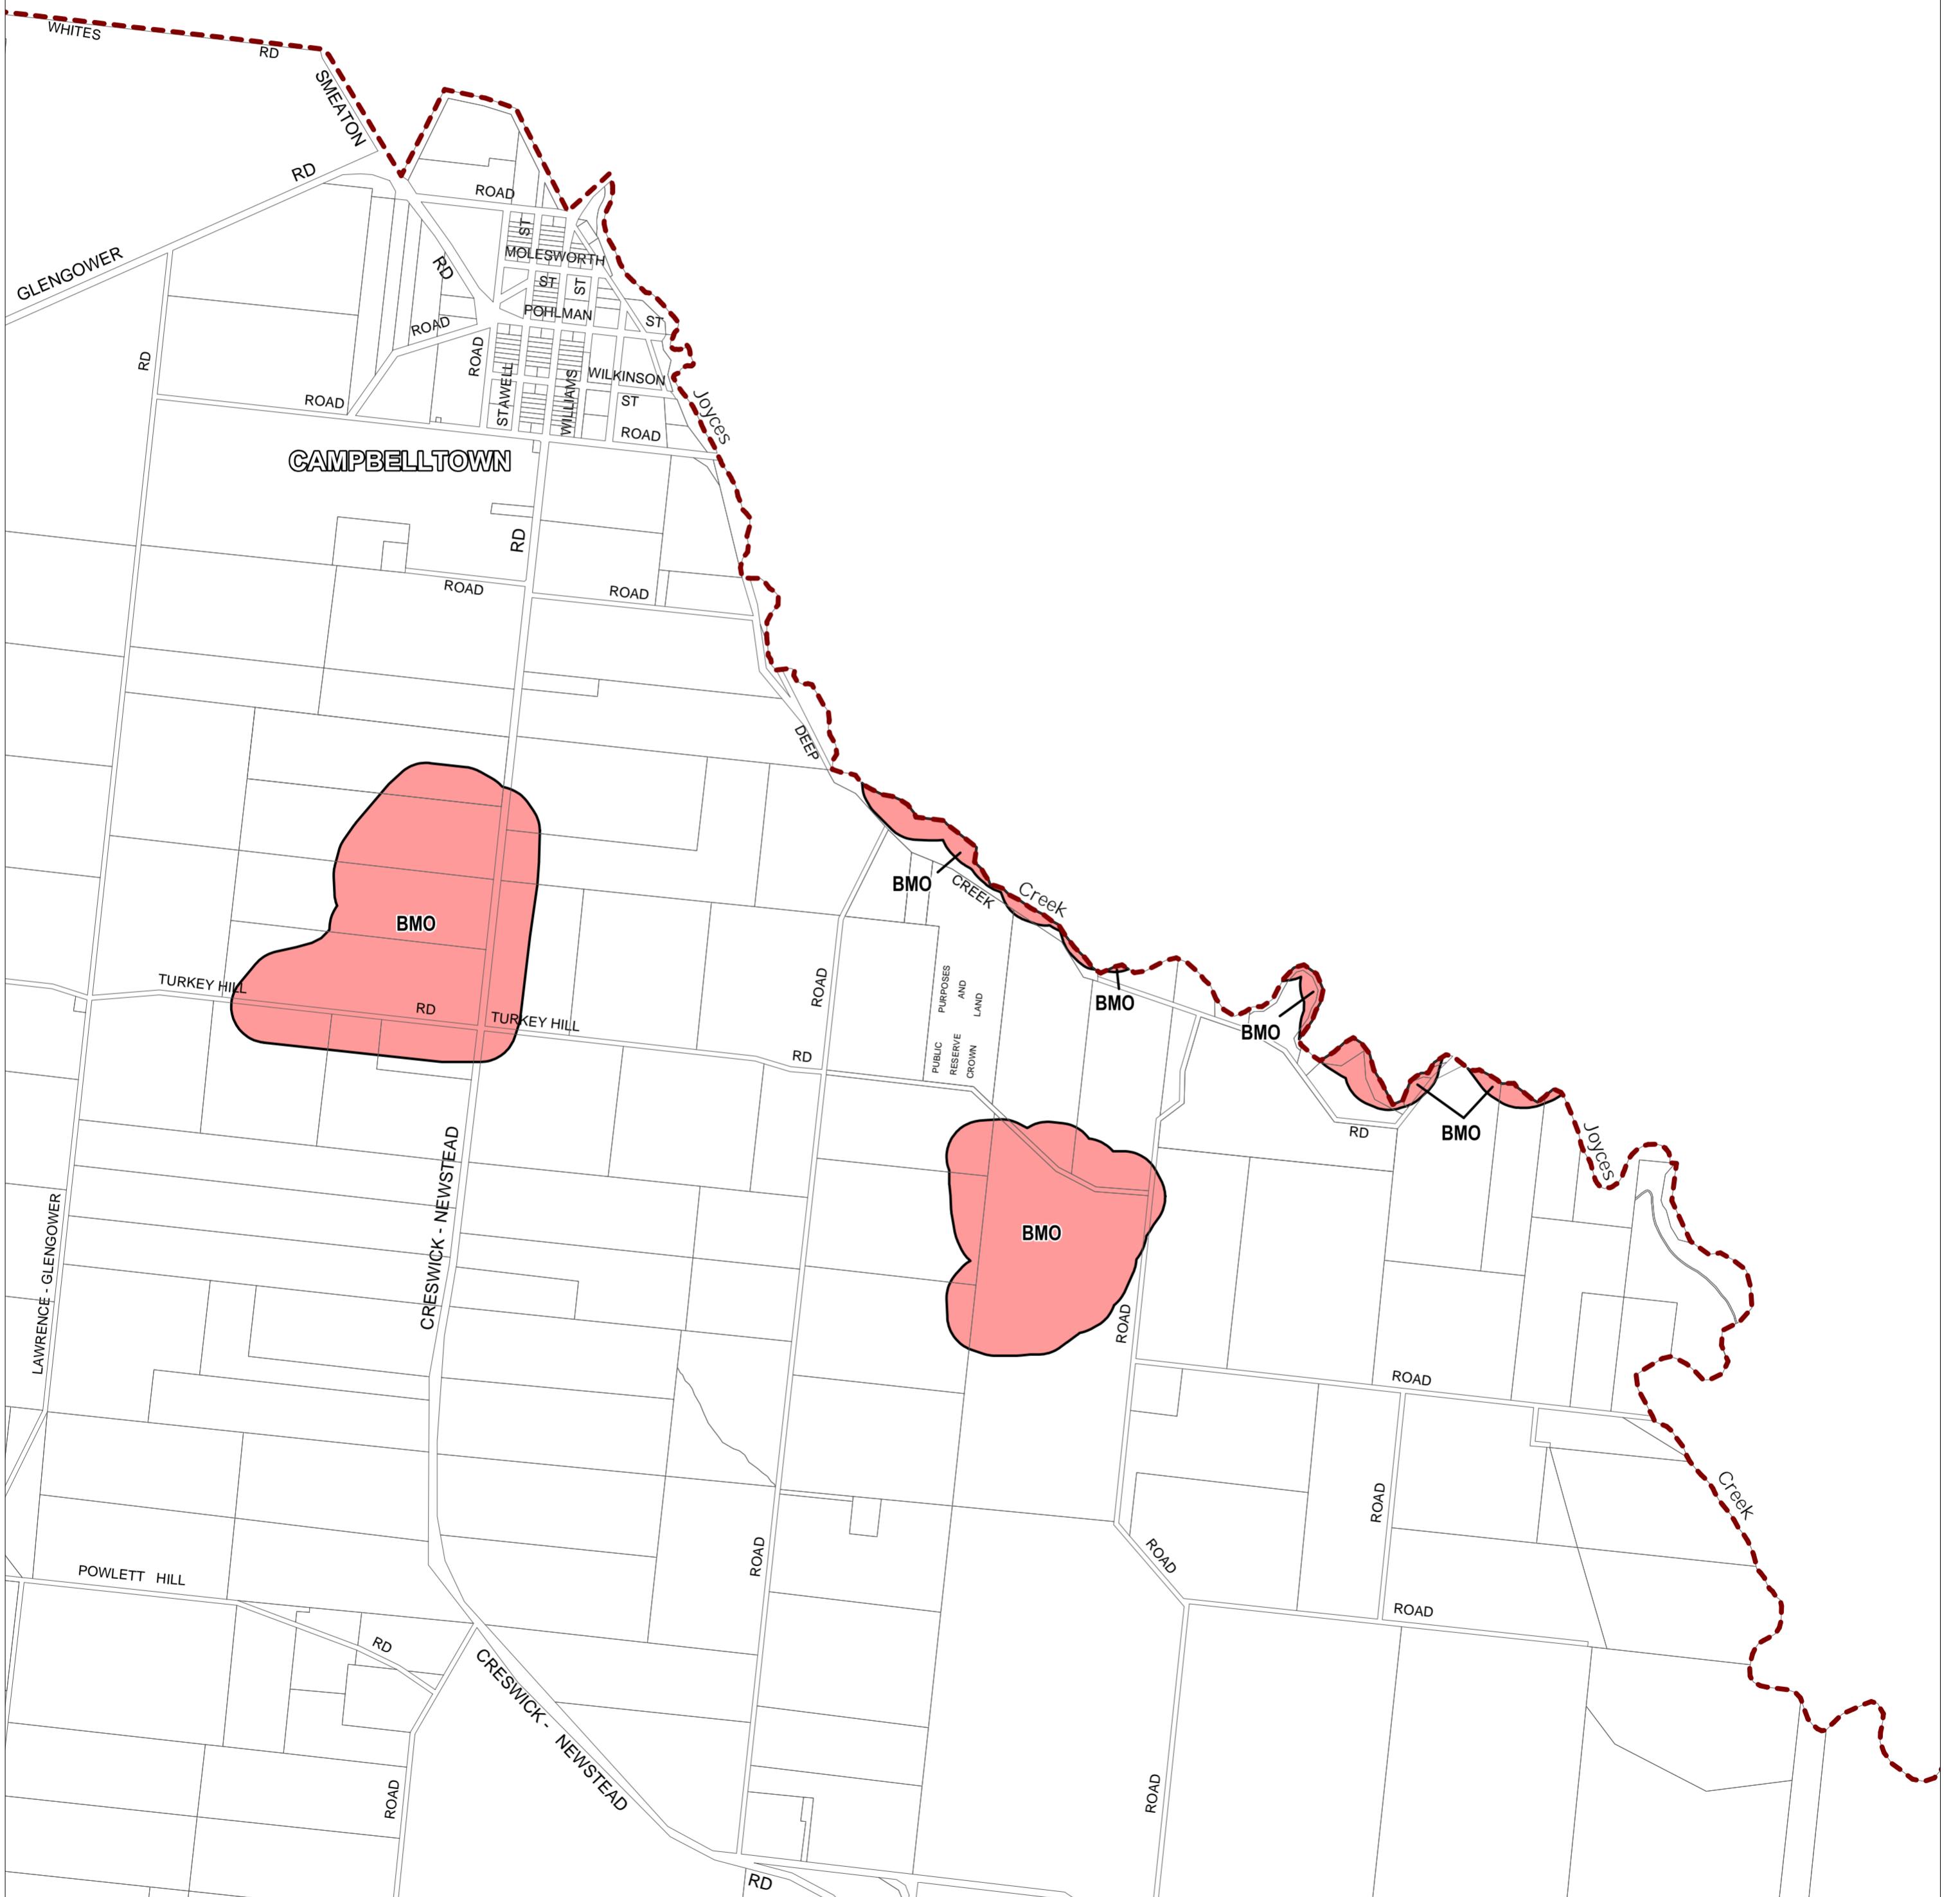 WHITES
RD
SMEATON
RD
GLENGOWER
ROAD
ST
MOLESWORTH
RD
ST
ST
POHLMAN
ST
ROAD
RD
ROAD
WILKINSON
STAWELL
WILLIAMS
ST
ROAD
ROAD
Joyces
CAMPBELLTOWN
RD
ROAD
ROAD
DEEP
BMO
CREEK
Creek
BMO
TURKEY HILL
RD
TURKEY HILL
RD
ROAD
PUBLIC PURPOSES
RESERVE AND
CROWN LAND
BMO
BMO
BMO
RD
Joyces
BMO
CRESWICK - NEWSTEAD
LAWRENCE - GLENGOWER
ROAD
ROAD
Creek
ROAD
ROAD
ROAD
ROAD
POWLETT HILL
RD
CRESWICK - NEWSTEAD
ROAD
ROAD
RD